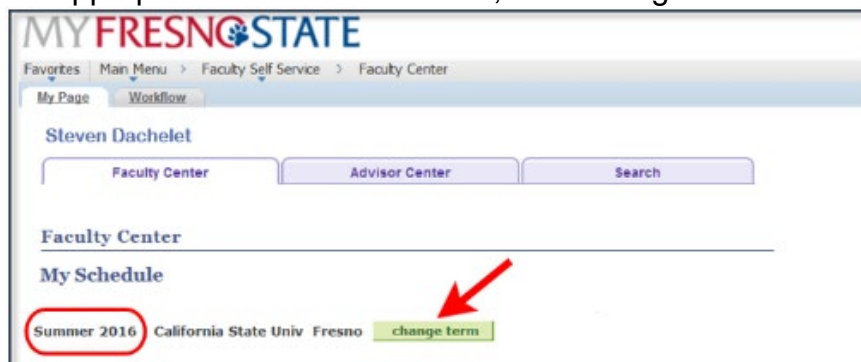 MY FRESNO STATE
Favorites Main Menu > Faculty Self Service > Faculty Center
My Page Workflow
Steven Dachelet
Faculty Center Advisor Center Search
Faculty Center
My Schedule
Summer 2016 California State Univ Fresno change term